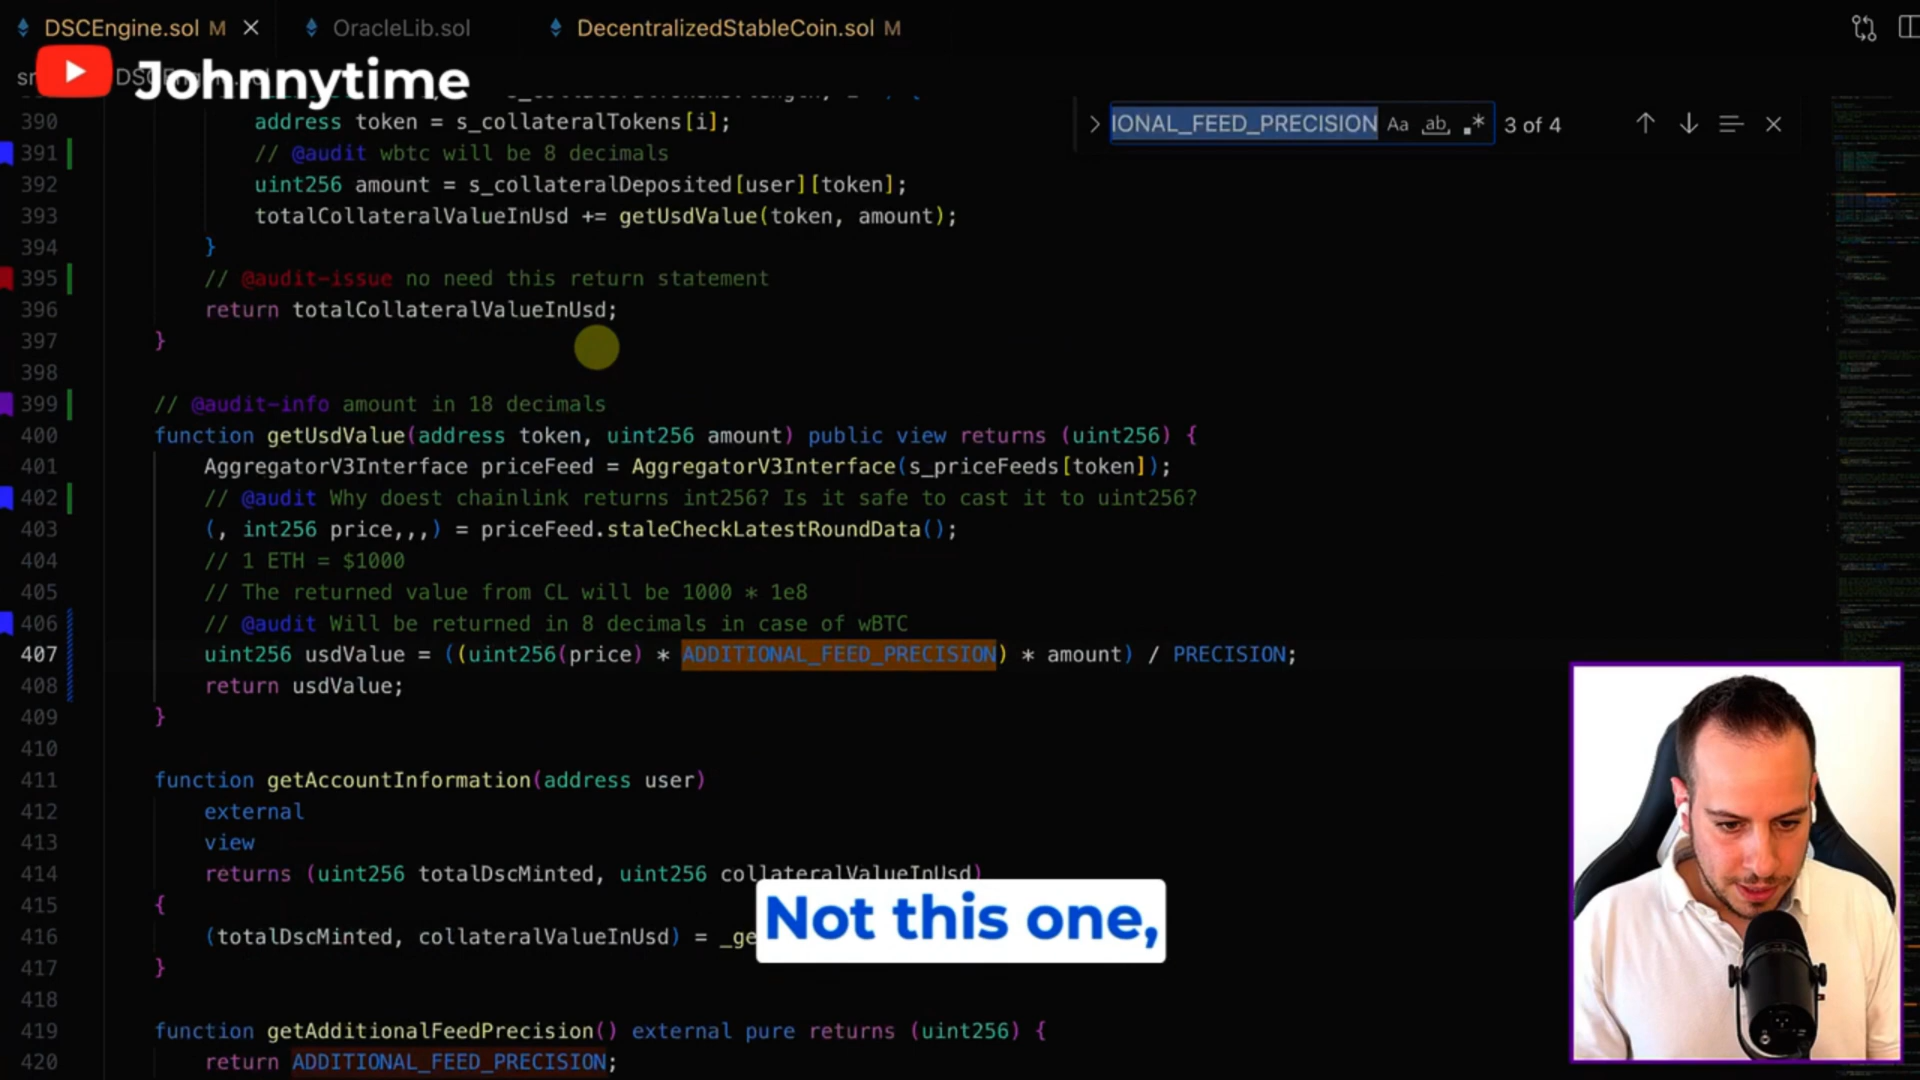 DSCEngine.sol M
OracleLib.sol
DecentralizedStableCoin.sol M
Johnnytime
IONAL_FEED_PRECISION Aa ab .* 3 of 4
390 address token = s_collateralTokens[i];
391 // @audit wbtc will be 8 decimals
392 uint256 amount = s_collateralDeposited[user][token];
393 totalCollateralValueInUsd += getUsdValue(token, amount);
394 }
395 // @audit-issue no need this return statement
396 return totalCollateralValueInUsd;
397 }
398
399 // @audit-info amount in 18 decimals
400 function getUsdValue(address token, uint256 amount) public view returns (uint256) {
401 AggregatorV3Interface priceFeed = AggregatorV3Interface(s_priceFeeds[token]);
402 // @audit Why doest chainlink returns int256? Is it safe to cast it to uint256?
403 (, int256 price,,,) = priceFeed.staleCheckLatestRoundData();
404 // 1 ETH = $1000
405 // The returned value from CL will be 1000 * 1e8
406 // @audit Will be returned in 8 decimals in case of wBTC
407 uint256 usdValue = ((uint256(price) * ADDITIONAL_FEED_PRECISION) * amount) / PRECISION;
408 return usdValue;
409 }
410
411 function getAccountInformation(address user)
412 external
413 view
414 returns (uint256 totalDscMinted, uint256 collateralValueInUsd)
415 {
416 (totalDscMinted, collateralValueInUsd) = _ge
417 }
418
419 function getAdditionalFeedPrecision() external pure returns (uint256) {
420 return ADDITIONAL_FEED_PRECISION;
Not this one,